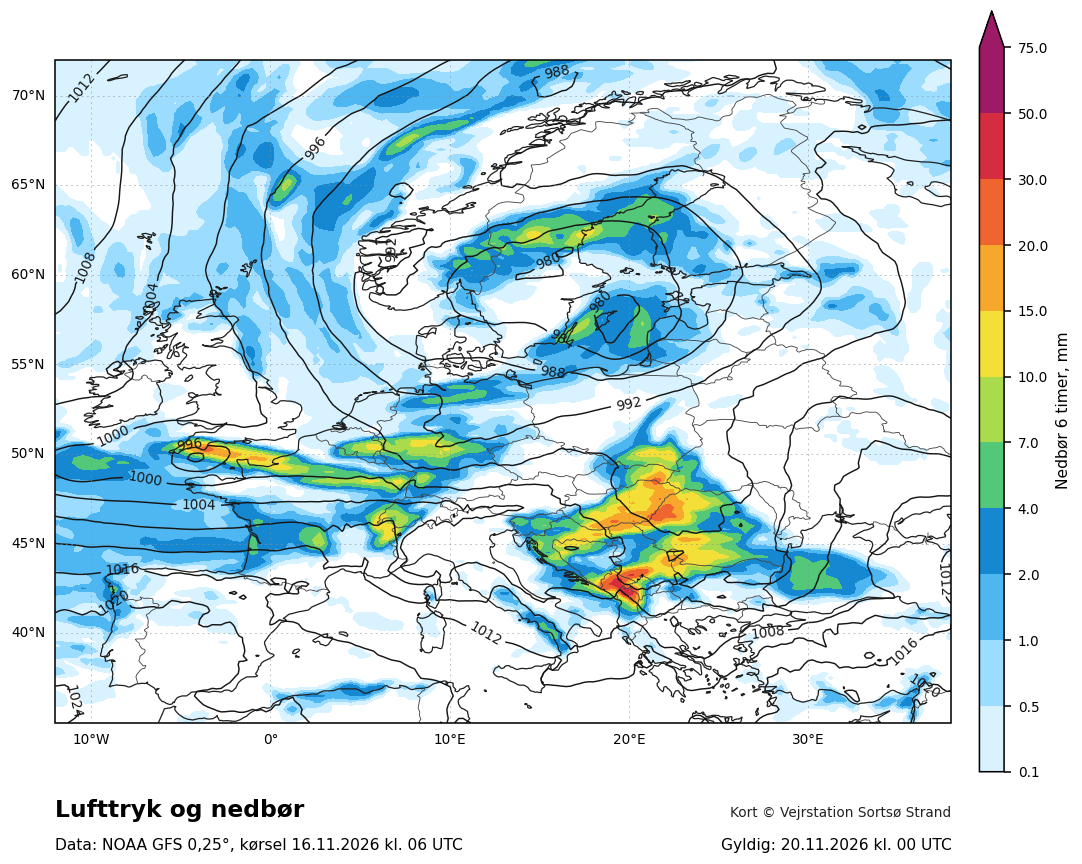 75.0
50.0
30.0
20.0
15.0
10.0
7.0
4.0
2.0
1.0
0.5
0.1
Nedbør 6 timer, mm
70°N
65°N
60°N
55°N
50°N
45°N
40°N
10°W
0°
10°E
20°E
30°E
1012
988
996
992
1008
1004
980
980
984
988
992
1000
996
1000
1004
1016
1020
1012
1012
1008
1016
1020
1024
Lufttryk og nedbør
Kort © Vejrstation Sortsø Strand
Data: NOAA GFS 0,25°, kørsel 16.11.2026 kl. 06 UTC
Gyldig: 20.11.2026 kl. 00 UTC